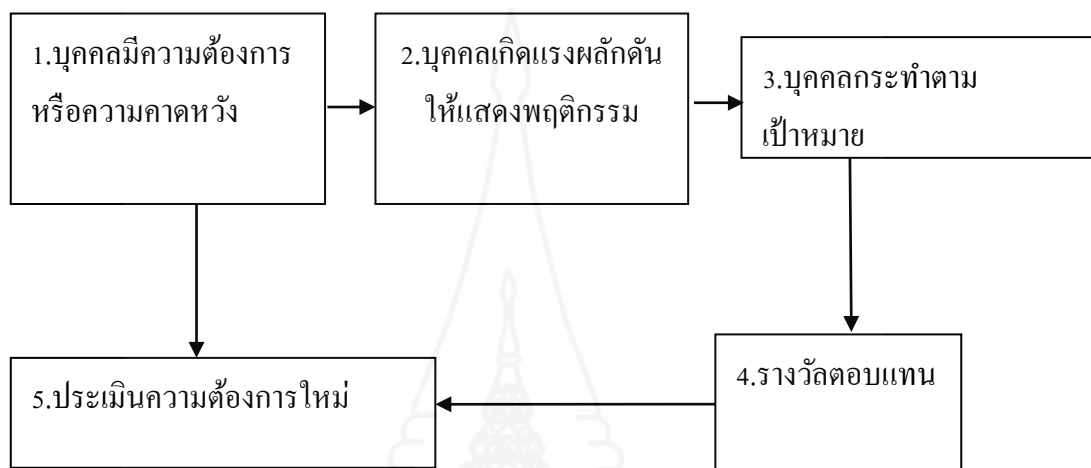 1.บุคคลมีความต้องการ
หรือความคาดหวัง
2.บุคคลเกิดแรงผลักดัน
ให้แสดงพฤติกรรม
3.บุคคลกระทำตาม
เป้าหมาย
4.รางวัลตอบแทน
5.ประเมินความต้องการใหม่